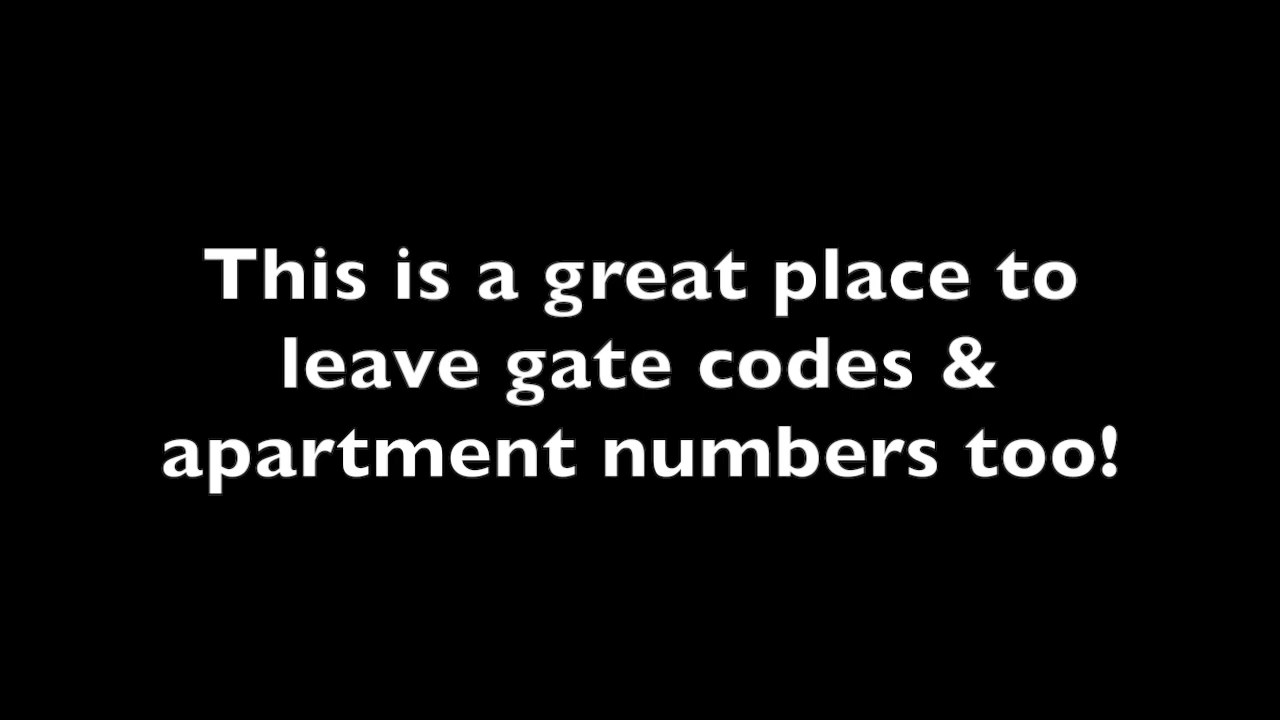 This is a great place to
leave gate codes &
apartment numbers too!